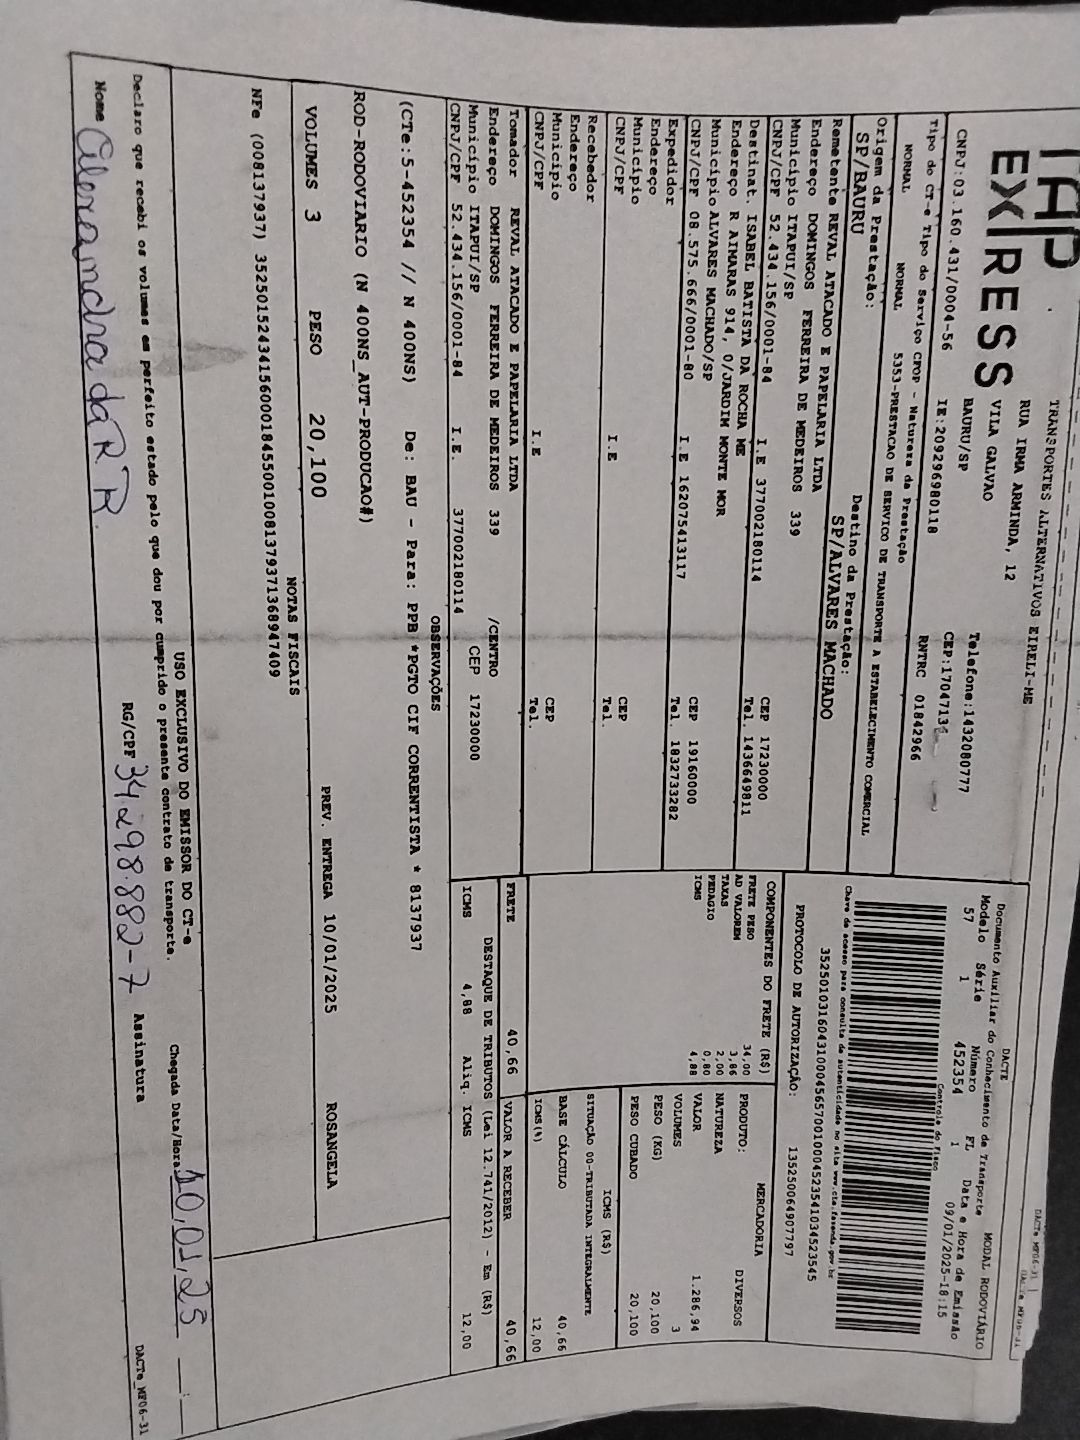 TAP
EXPRESS
TRANSPORTES ALTERNATIVOS EIRELI-ME
RUA IRMA ARMINDA, 12
VILA GALVAO
BAURU/SP
Telefone:1432080777
CNPJ:03.160.431/0004-56 IE:209296980118
Tipo do CT-e Tipo do Serviço CFOP - Natureza da Prestação RNTRC 01842966
NORMAL NORMAL 5353-PRESTACAO DE SERVICO DE TRANSPORTE A ESTABELECIMENTO COMERCIAL
Origem da Prestação: Destino da Prestação:
SP/BAURU SP/ALVARES MACHADO
Remetente REVAL ATACADO E PAPELARIA LTDA
Endereço DOMINGOS FERREIRA DE MEDEIROS 339
Município ITAPUI/SP CEP 17230000
CNPJ/CPF 52.434.156/0001-84 I.E 377002180114 Tel. 1436649811
Destinat. ISABEL BATISTA DA ROCHA ME
Endereço R AIMARAS 914, 0/JARDIM MONTE MOR
Município ALVARES MACHADO/SP CEP 19160000
CNPJ/CPF 08.575.666/0001-80 I.E 162075413117 Tel. 1832733282
Expedidor
Endereço
Município CEP
CNPJ/CPF I.E Tel.
Recebedor
Endereço
Município CEP
CNPJ/CPF I.E Tel.
Tomador REVAL ATACADO E PAPELARIA LTDA
Endereço DOMINGOS FERREIRA DE MEDEIROS 339 /CENTRO
Município ITAPUI/SP CEP 17230000
CNPJ/CPF 52.434.156/0001-84 I.E. 377002180114
DACTe_MF06-31
DACTE
Documento Auxiliar do Conhecimento de Transporte MODAL RODOVIÁRIO
Modelo Série Número FL Data e Hora de Emissão
57 1 452354 1 09/01/2025-18:15
Controle do Fisco
Chave de acesso para consulta de autenticidade no site www.cte.fazenda.gov.br
35250103160431000456570010004523541034523545
PROTOCOLO DE AUTORIZAÇÃO: 135250064907797
COMPONENTES DO FRETE (R$)
FRETE PESO 34,00
AD VALOREM 3,86
TAXAS 2,00
PEDAGIO 0,80
ICMS 4,88
MERCADORIA
PRODUTO: DIVERSOS
NATUREZA
VALOR 1.286,94
VOLUMES 3
PESO (KG) 20,100
PESO CUBADO 20,100
ICMS (R$)
SITUAÇÃO 00-TRIBUTADA INTEGRALMENTE
BASE CÁLCULO 40,66
ICMS(%) 12,00
FRETE 40,66 VALOR A RECEBER 40,66
DESTAQUE DE TRIBUTOS (Lei 12.741/2012) - Em (R$)
ICMS 4,88 Aliq. ICMS 12,00
OBSERVAÇÕES
(CTe:5-452354 // N 400NS) De: BAU - Para: PPB *PGTO CIF CORRENTISTA * 8137937
ROD-RODOVIARIO (N 400NS_AUT-PRODUCAO#)
VOLUMES 3 PESO 20,100 PREV. ENTREGA 10/01/2025 ROSANGELA
NOTAS FISCAIS
NFe (008137937) 35250152434156000184550010081379371368947409
USO EXCLUSIVO DO EMISSOR DO CT-e
Declaro que recebi os volumes em perfeito estado pelo que dou por cumprido o presente contrato de transporte.
Chegada Data/Hora 10,01,25 __:__
Nome Alexandra da R R. RG/CPF 34298.882-7 Assinatura
DACTe_MF06-31